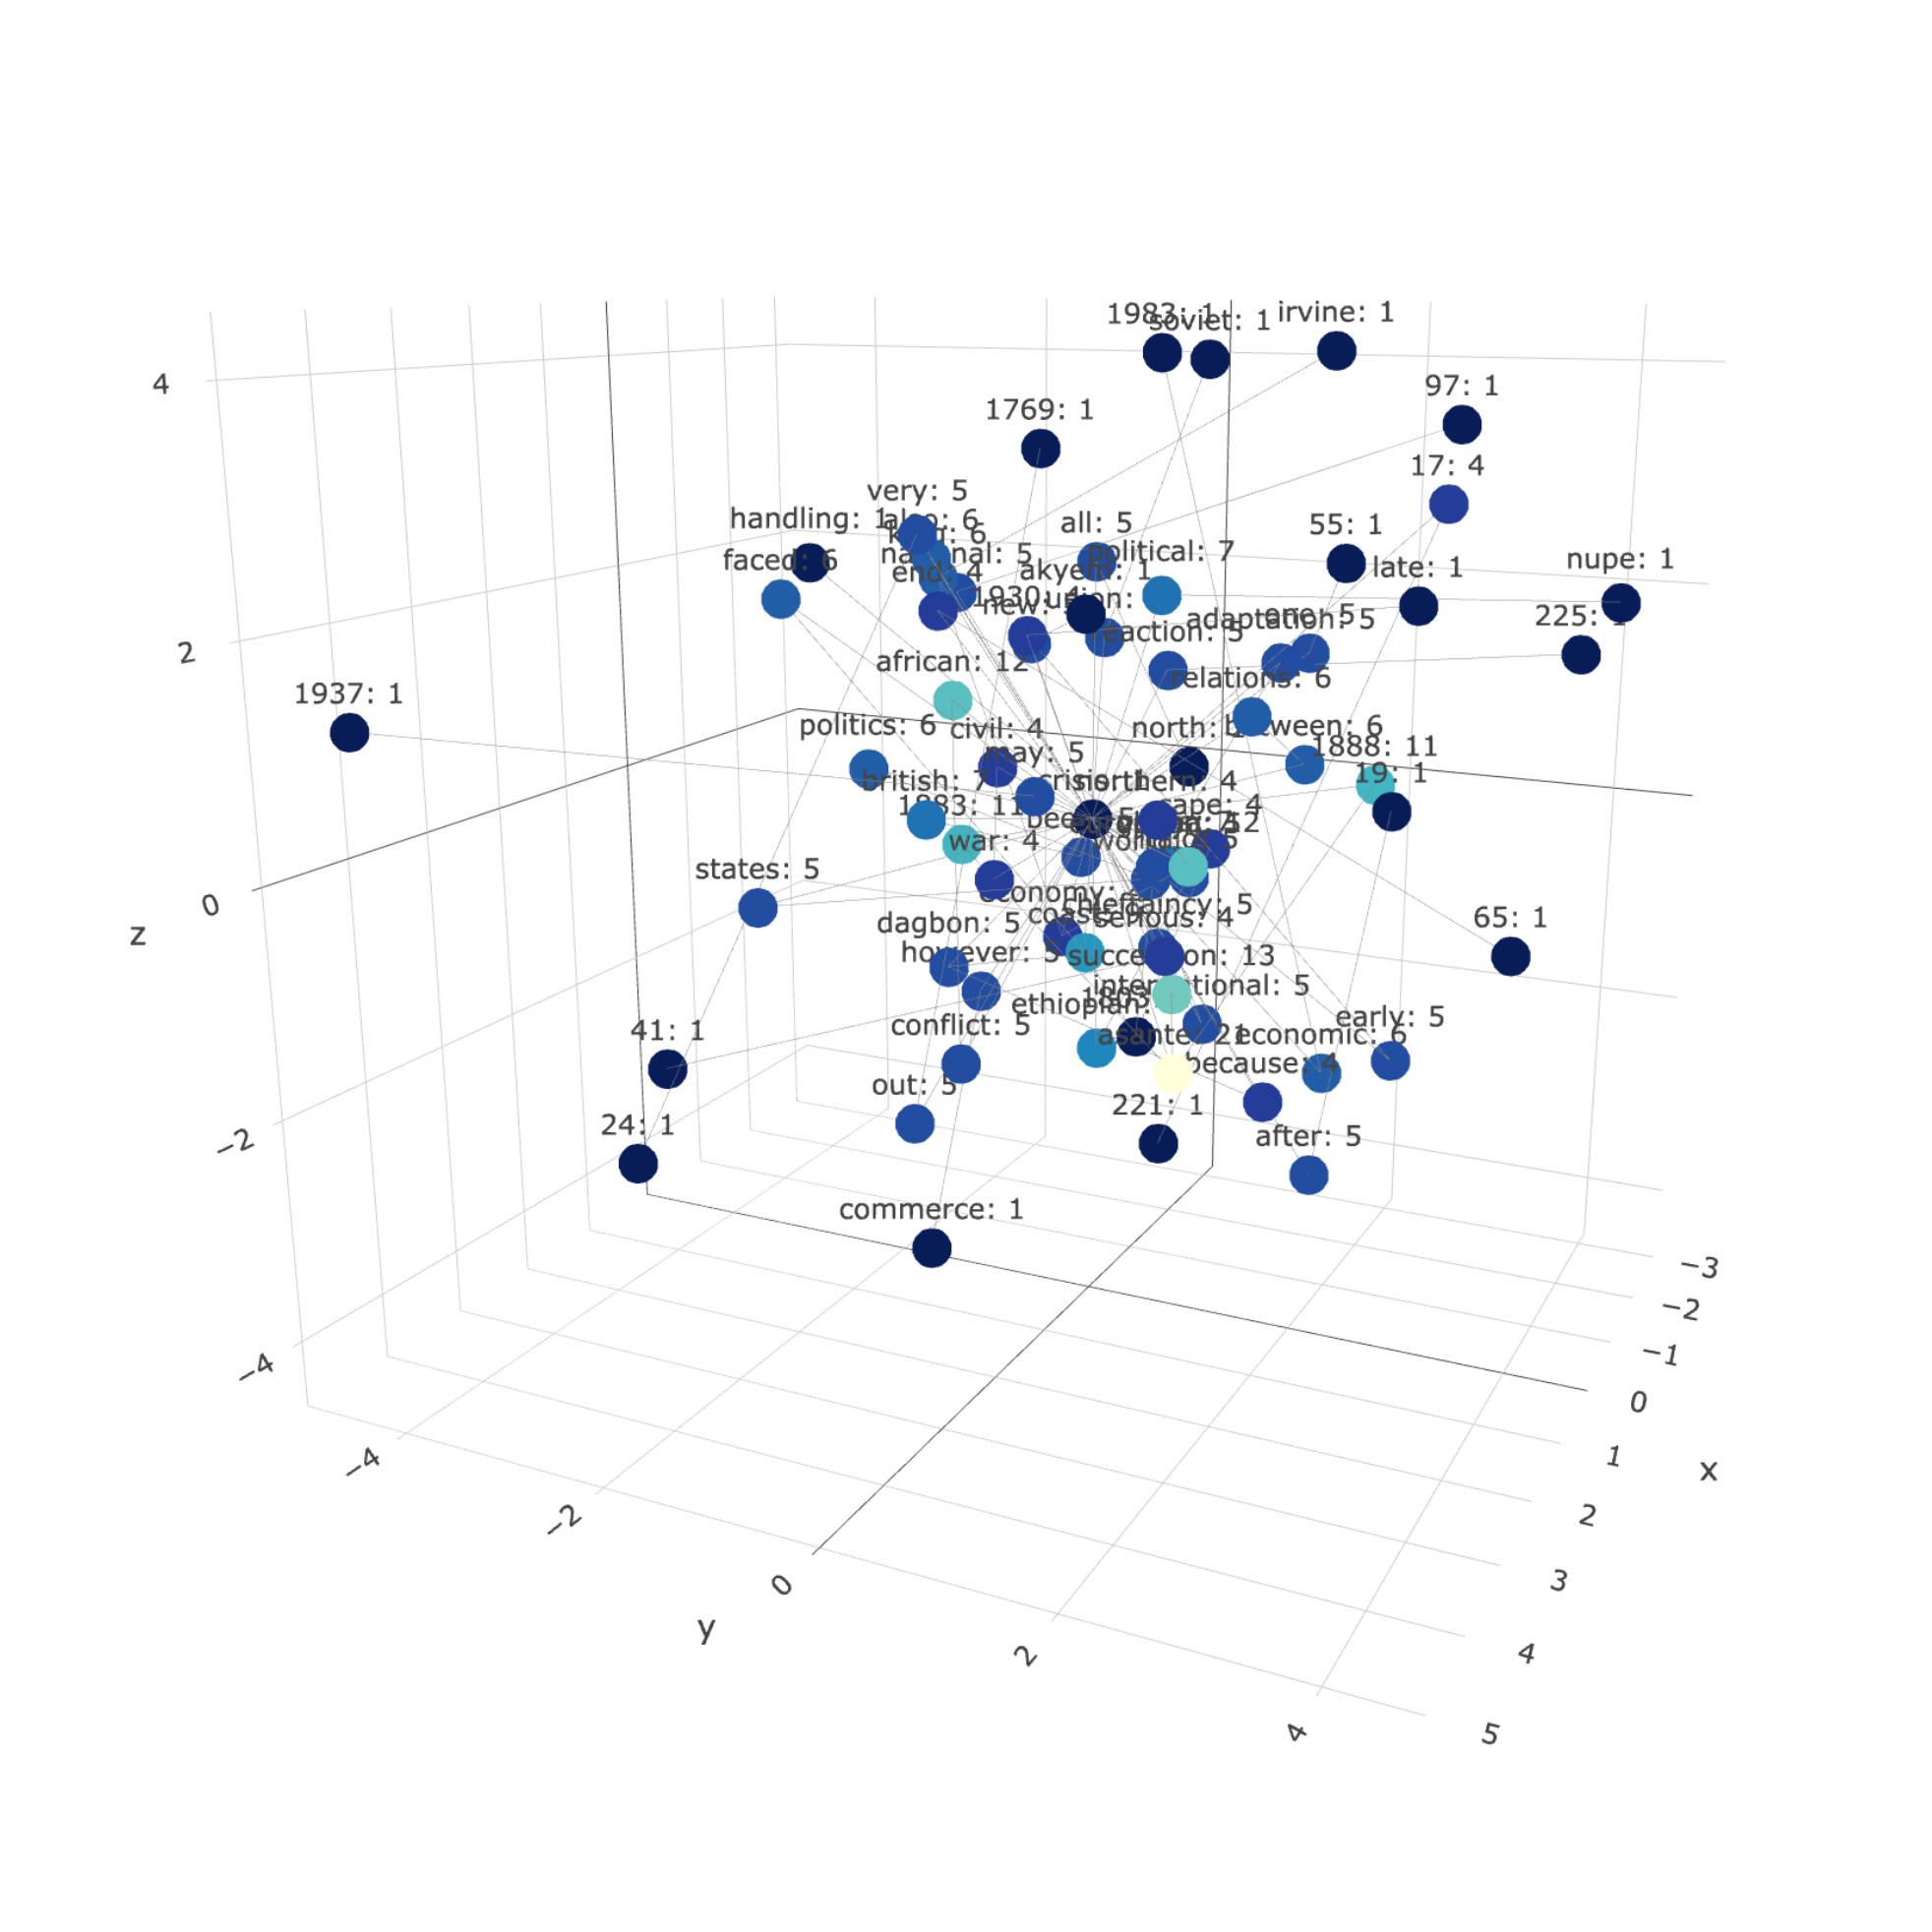 1983: 1
soviet: 1
irvine: 1
4
97: 1
1769: 1
17: 4
very: 5
handling: 1
also: 6
king: 6
all: 5
55: 1
faced: 6
national: 5
political: 7
nupe: 1
end: 4
akyem: 1
late: 1
1930: 4
new:
union:
adaptation: 5
one: 5
225: 1
reaction: 5
2
african: 12
relations: 6
1937: 1
politics: 6
civil: 4
north: 1
between: 6
may: 5
1888: 11
british: 7
crisis: 1
northern: 4
19: 1
1883: 11
cape: 4
war: 4
states: 5
economy:
chieftaincy: 5
0
z
dagbon: 5
coast:
serious: 4
65: 1
however: 5
succession: 13
international: 5
ethiopian:
1803
41: 1
conflict: 5
asante: 21
economic: 6
early: 5
because: 4
out: 5
221: 1
24: 1
after: 5
−2
commerce: 1
−3
−2
−1
−4
0
1
x
−4
2
−2
3
0
y
4
2
5
4